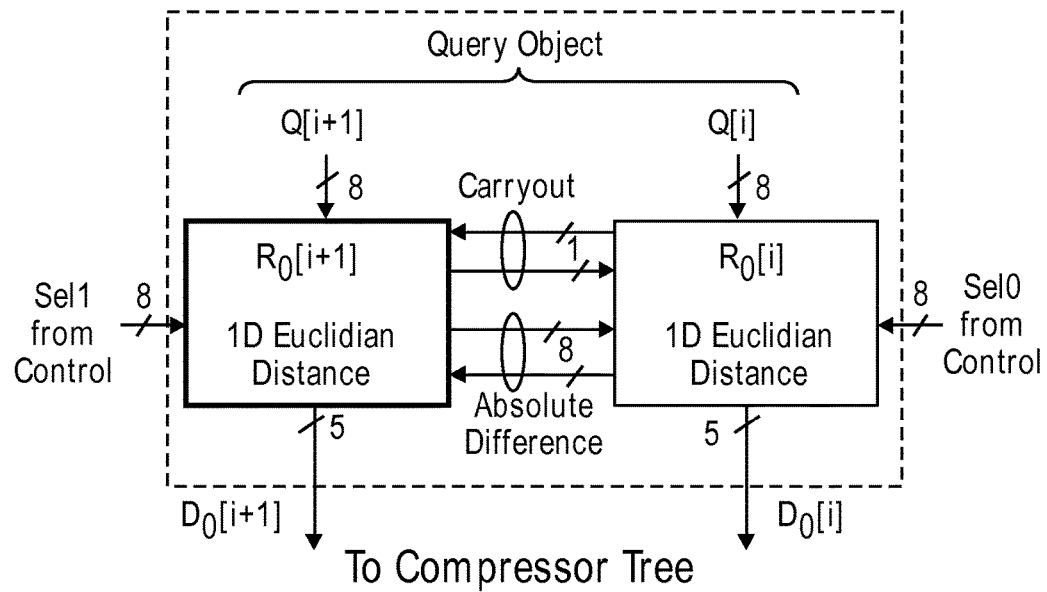 Query Object
Q[i+1]
Q[i]
8
8
Carryout
R0[i+1]
1
R0[i]
Sel1
from
Control
8
8
Sel0
from
Control
1D Euclidian
Distance
8
1D Euclidian
Distance
Absolute
Difference
5
5
D0[i+1]
D0[i]
To Compressor Tree